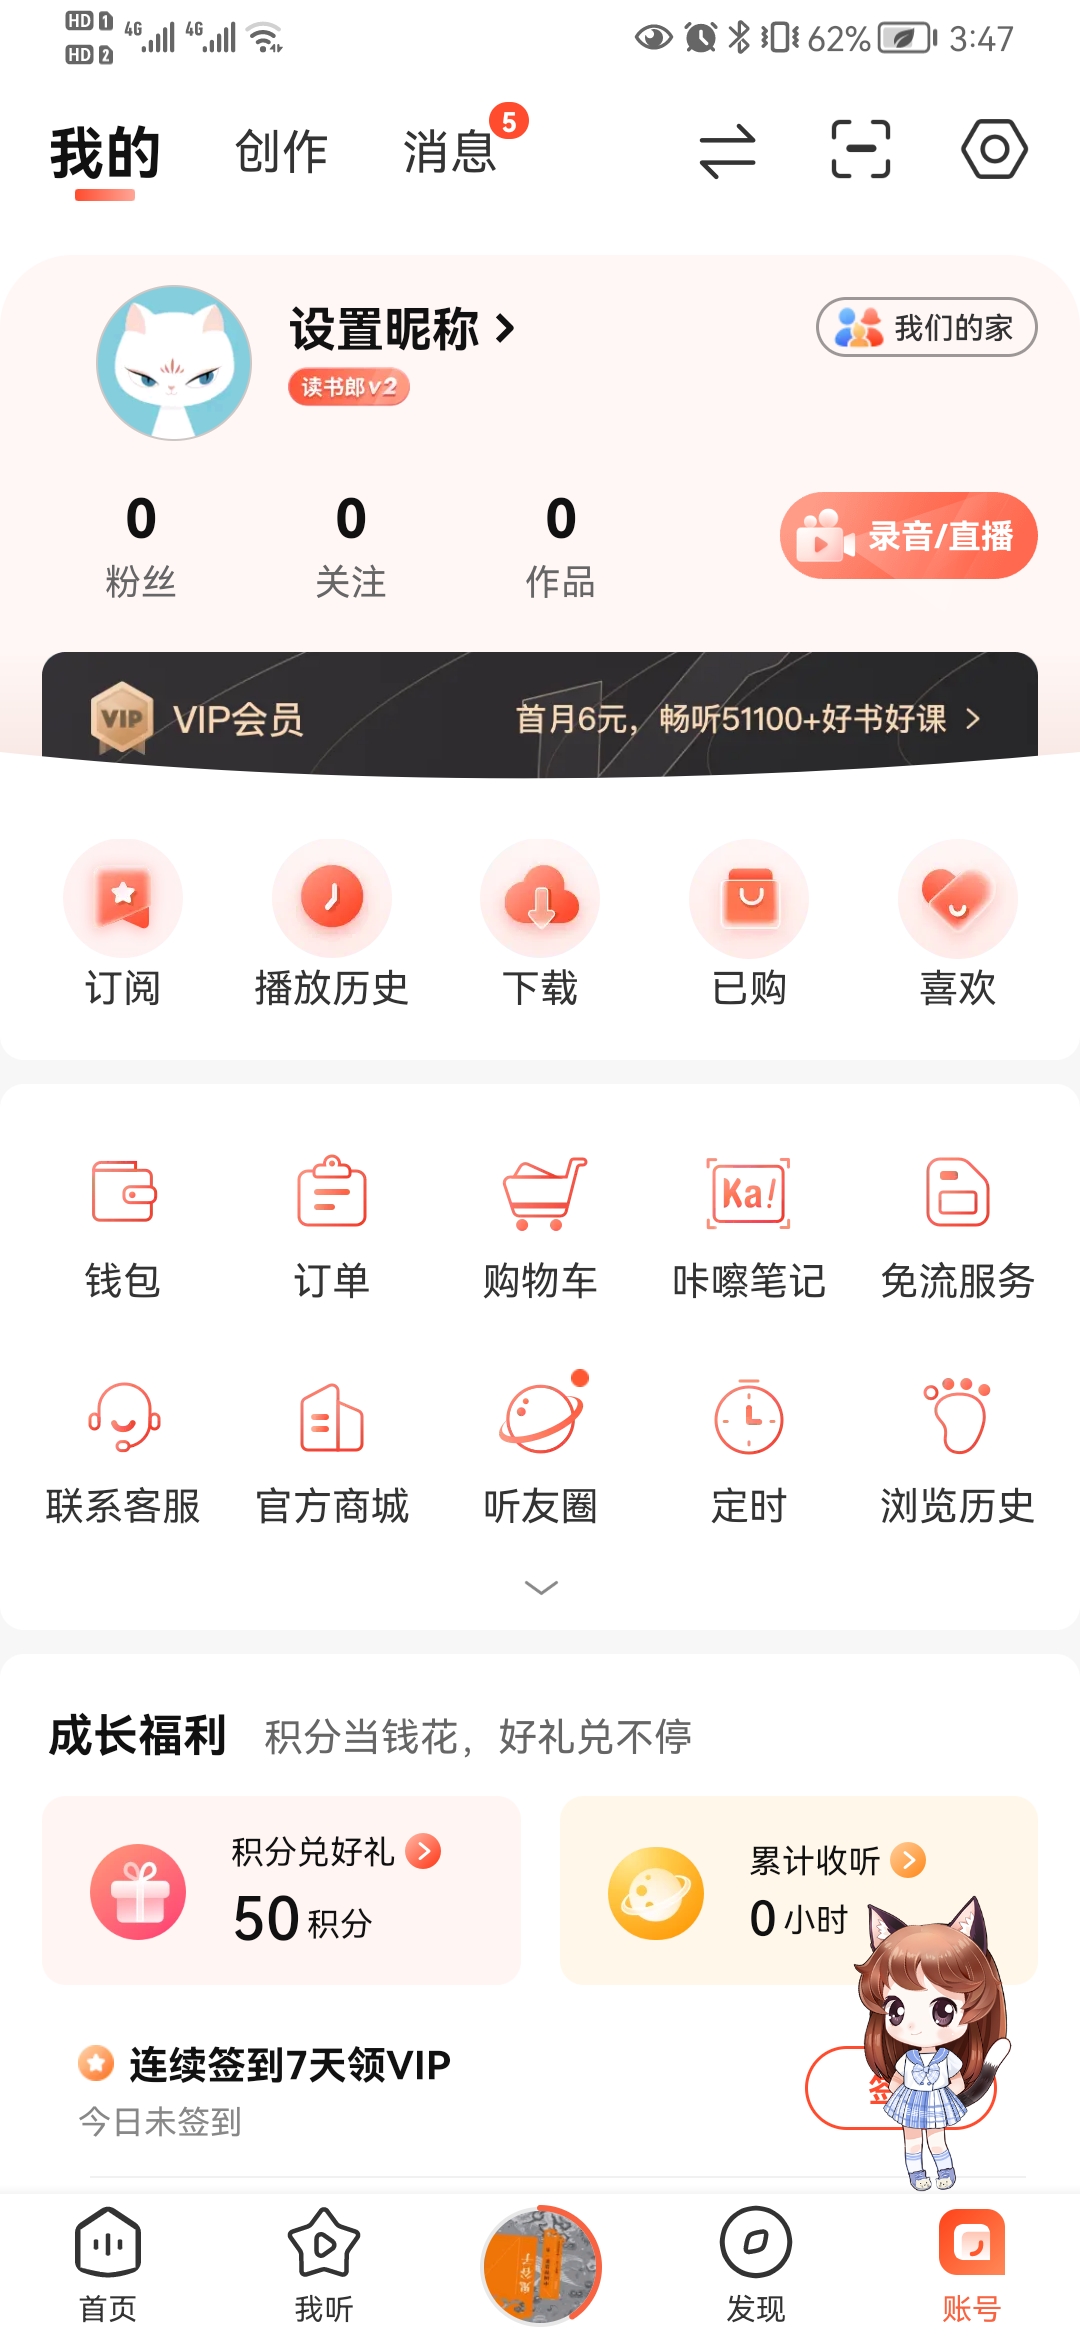 HD 1 4G 4G 62% 3:47
HD 2
我的 创作 消息 5
设置昵称
我们的家
读书郎v2
0 0 0
粉丝 关注 作品
录音/直播
VIP VIP会员 首月6元，畅听51100+好书好课
订阅 播放历史 下载 已购 喜欢
Ka!
钱包 订单 购物车 咔嚓笔记 免流服务
联系客服 官方商城 听友圈 定时 浏览历史
成长福利 积分当钱花，好礼兑不停
积分兑好礼 累计收听
50积分 0小时
连续签到7天领VIP
今日未签到
鬼谷子
首页 我听 发现 账号